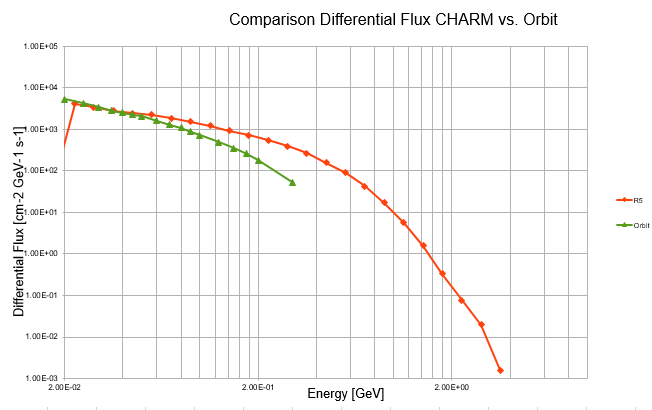 Comparison Differential Flux CHARM vs. Orbit
1.00E+05
1.00E+04
1.00E+03
1.00E+02
1.00E+01
1.00E+00
1.00E-01
1.00E-02
1.00E-03
Differential Flux [cm-2 GeV-1 s-1]
2.00E-02
2.00E-01
2.00E+00
Energy [GeV]
R5
Orbit